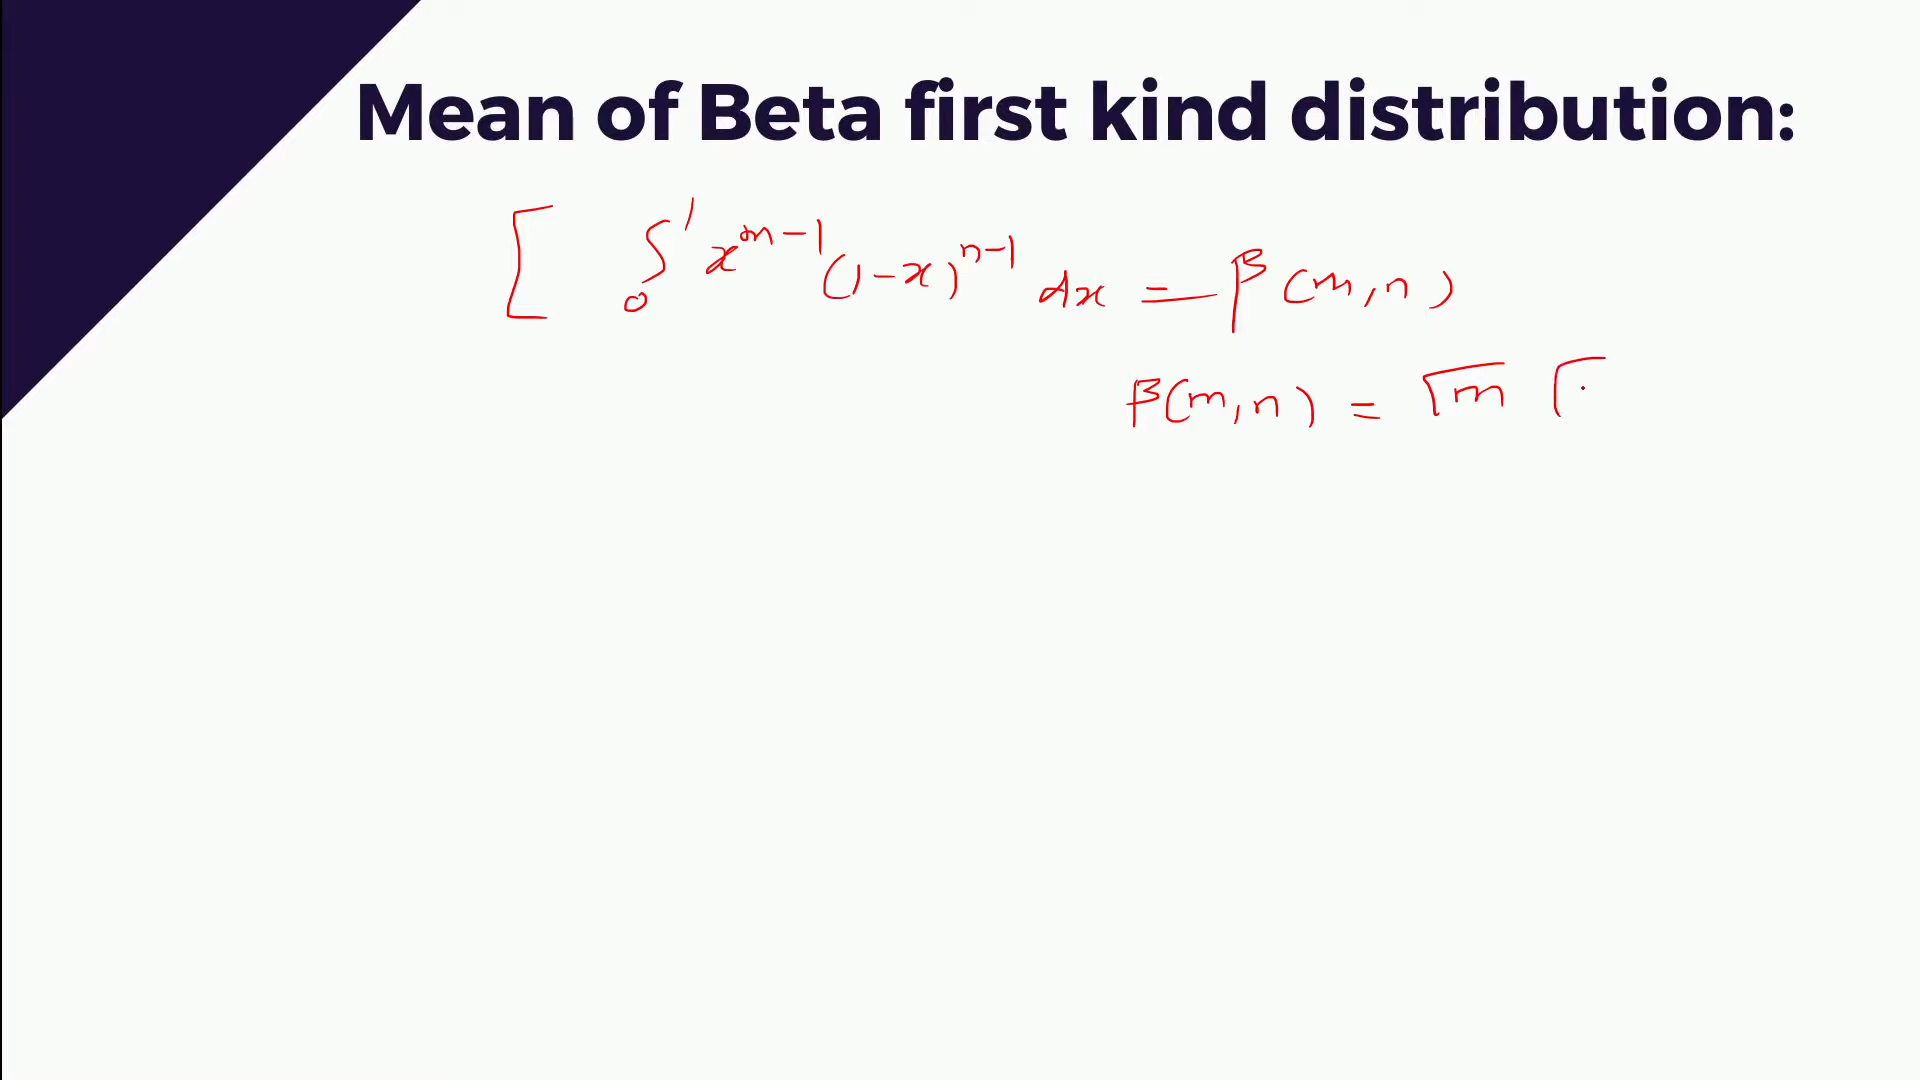 Mean of Beta first kind distribution:
[ ∫₀¹ x^{m-1} (1-x)^{n-1} dx = β(m,n)
β(m,n) = Γm Γ